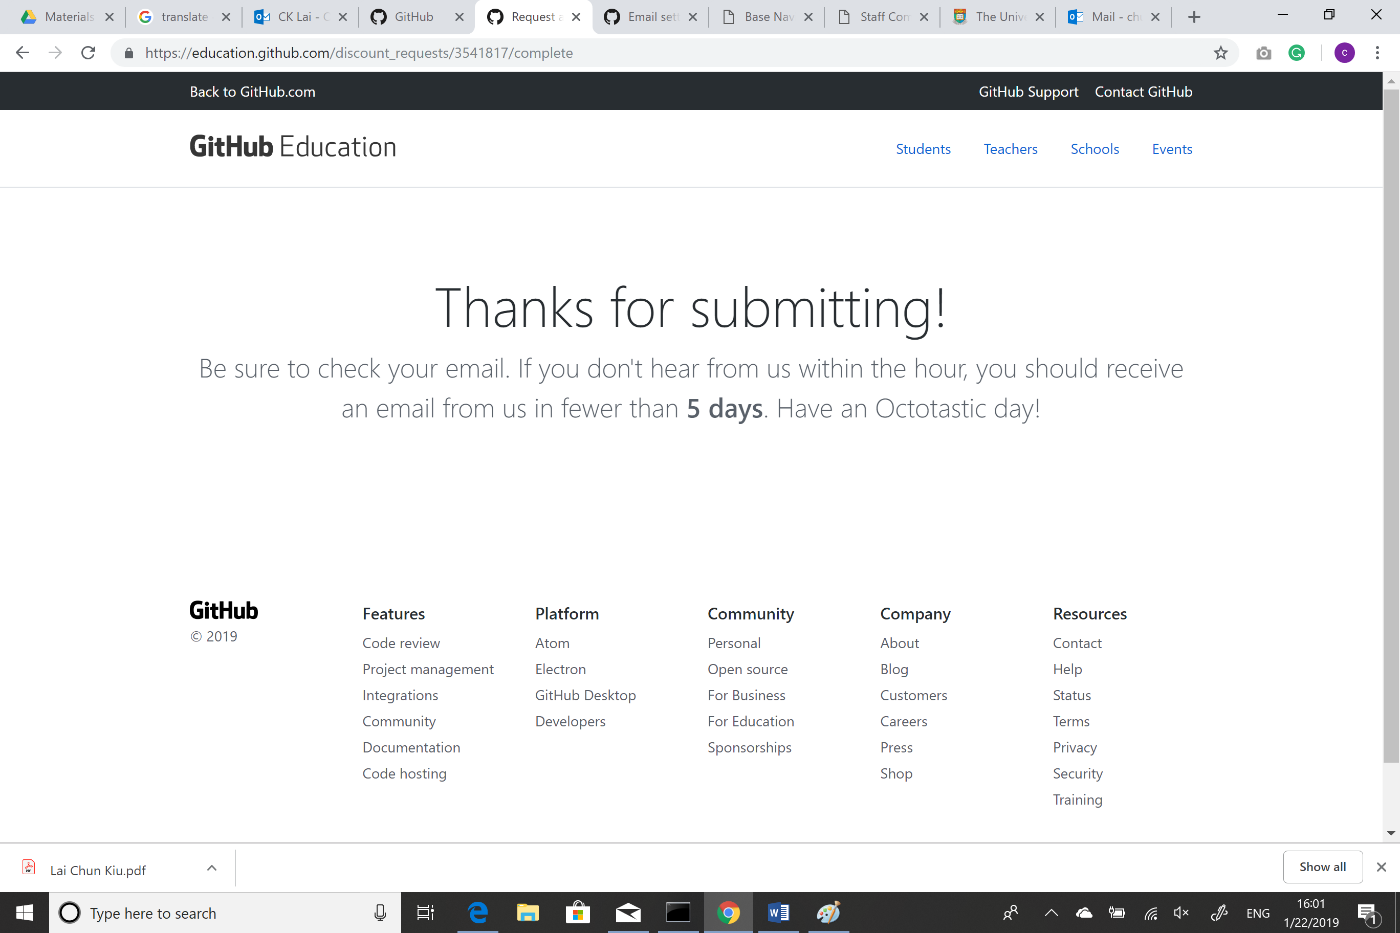 Materials
translate
CK Lai - C
GitHub
Request a
Email set
Base Nav
Staff Con
The Unive
Mail - ch
https://education.github.com/discount_requests/3541817/complete
Back to GitHub.com
GitHub Support
Contact GitHub
GitHub Education
Students
Teachers
Schools
Events
Thanks for submitting!
Be sure to check your email. If you don't hear from us within the hour, you should receive
an email from us in fewer than 5 days. Have an Octotastic day!
GitHub
© 2019
Features
Code review
Project management
Integrations
Community
Documentation
Code hosting
Platform
Atom
Electron
GitHub Desktop
Developers
Community
Personal
Open source
For Business
For Education
Sponsorships
Company
About
Blog
Customers
Careers
Press
Shop
Resources
Contact
Help
Status
Terms
Privacy
Security
Training
Lai Chun Kiu.pdf
Show all
Type here to search
ENG
16:01
1/22/2019
1